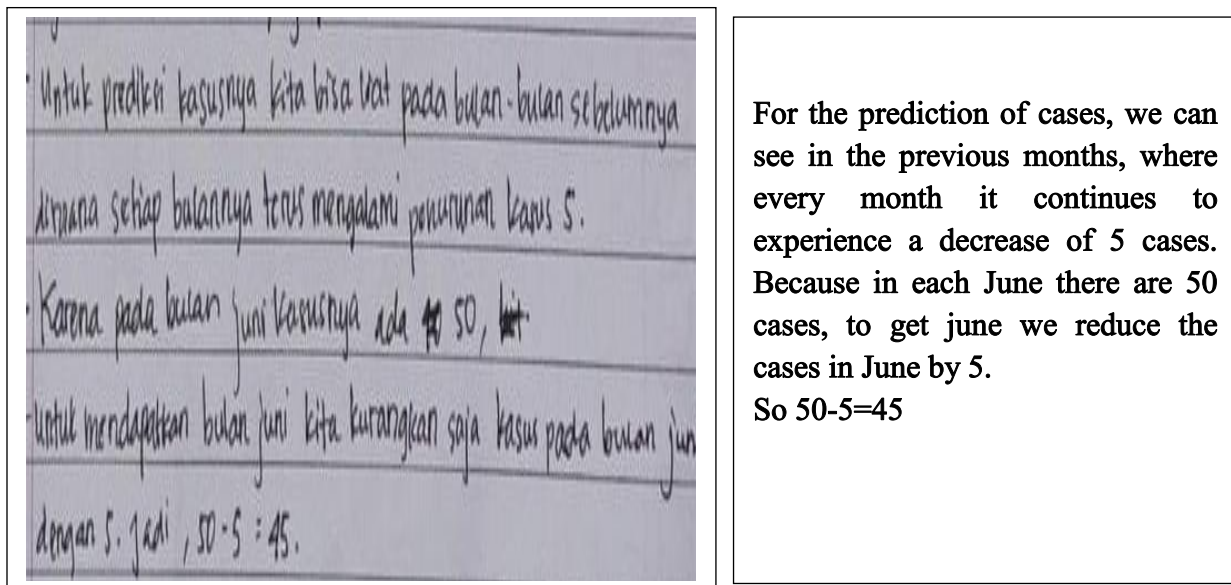 Untuk prediksi kasusnya kita bisa liat pada bulan-bulan sebelumnya
dimana setiap bulannya terus mengalami penurunan kasus 5.
- Karena pada bulan juni kasusnya ada 50,
- Untuk mendapatkan bulan juni kita kurangkan saja kasus pada bulan jun
dengan 5. Jadi, 50-5 = 45.
For the prediction of cases, we can
see in the previous months, where
every month it continues to
experience a decrease of 5 cases.
Because in each June there are 50
cases, to get june we reduce the
cases in June by 5.
So 50-5=45